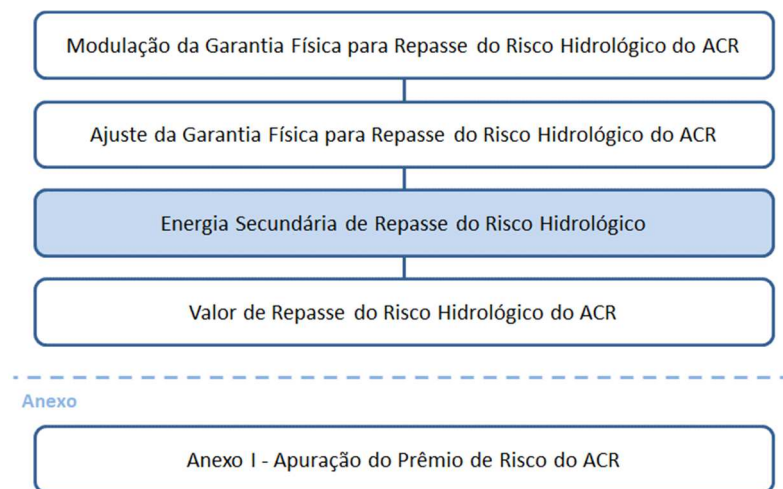 Modulação da Garantia Física para Repasse do Risco Hidrológico do ACR
Ajuste da Garantia Física para Repasse do Risco Hidrológico do ACR
Energia Secundária de Repasse do Risco Hidrológico
Valor de Repasse do Risco Hidrológico do ACR
Anexo
Anexo I - Apuração do Prêmio de Risco do ACR